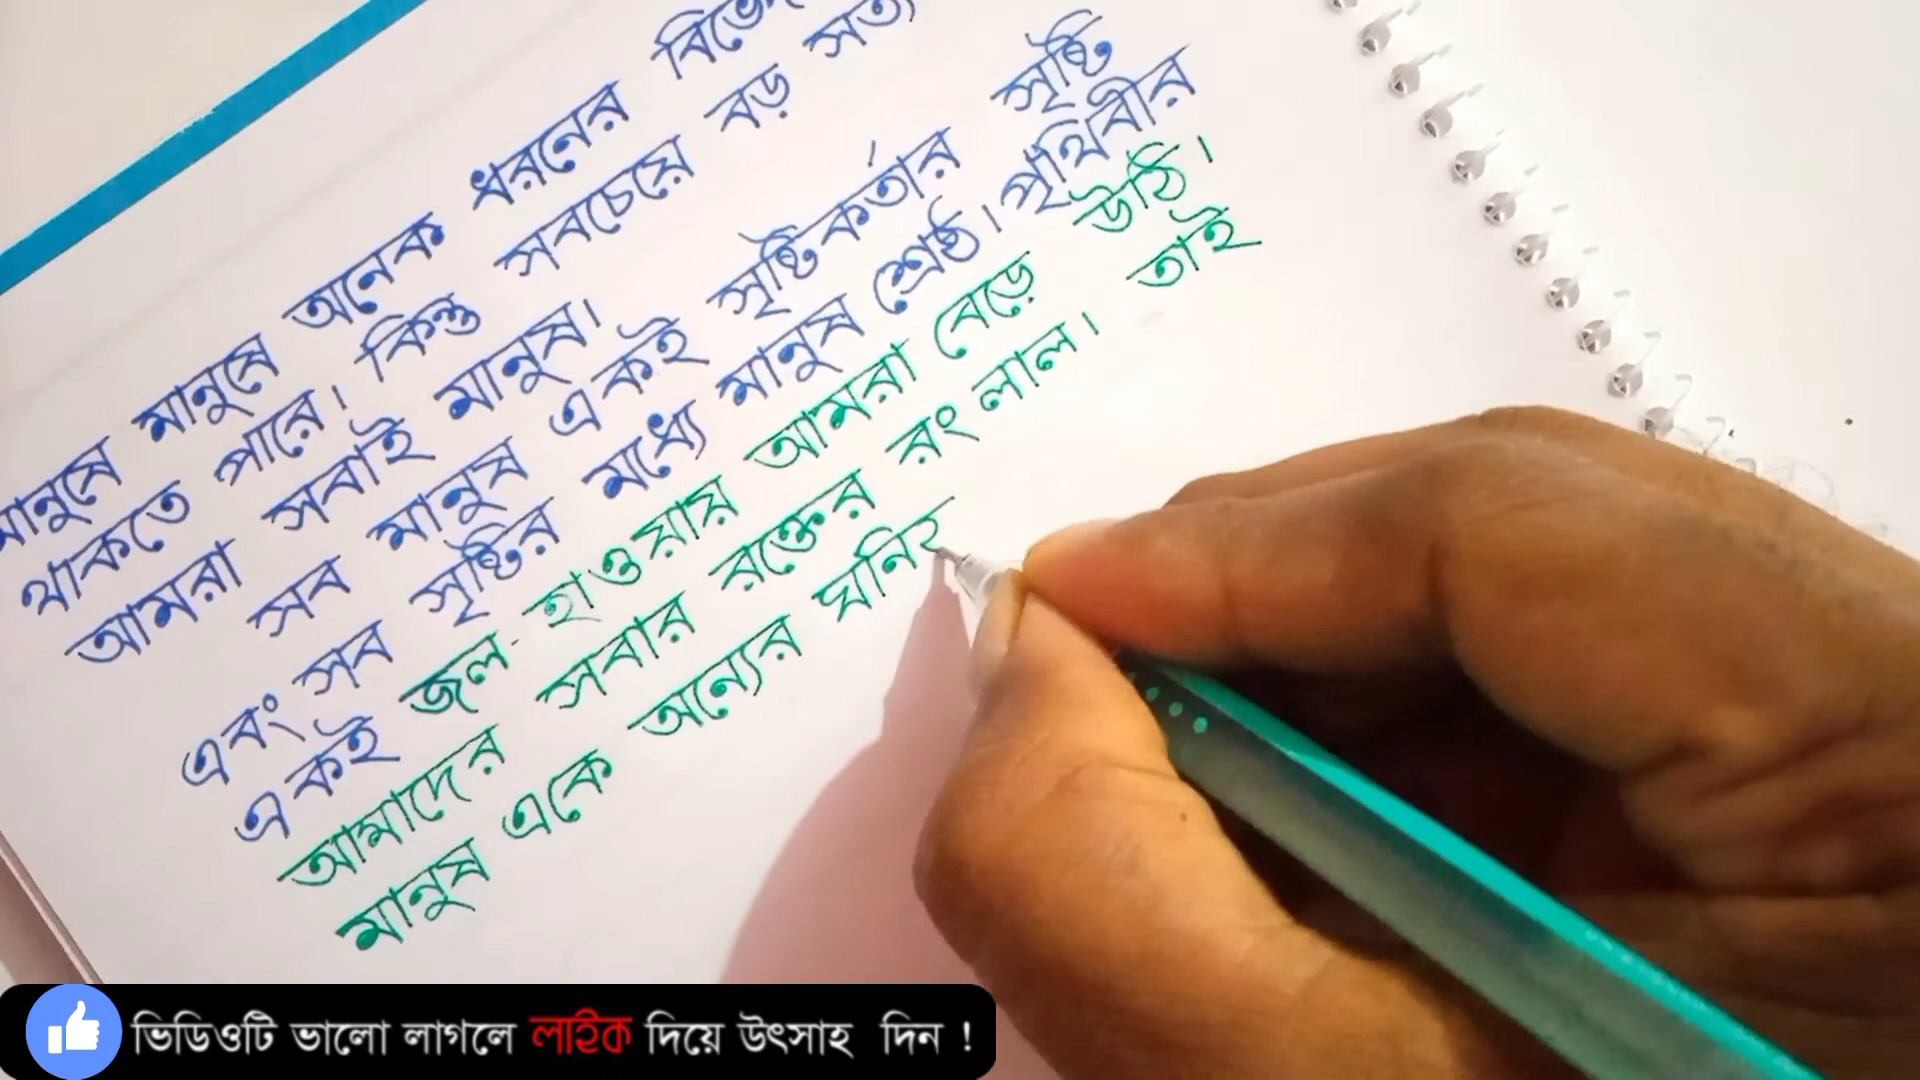 মানুষে মানুষে অনেক ধরনের
থাকতে পারে। কিন্তু সবচেয়ে বড় সত্য
আমরা সবাই মানুষ।
সব মানুষ একই সৃষ্টিকর্তার সৃষ্টি
এবং সব সৃষ্টির মধ্যে মানুষ শ্রেষ্ঠ। পৃথিবীর
একই জল-হাওয়ায় আমরা বেড়ে উঠি।
আমাদের সবার রক্তের রং লাল। তাই
মানুষ একে অন্যের
ভিডিওটি ভালো লাগলে লাইক দিয়ে উৎসাহ দিন !